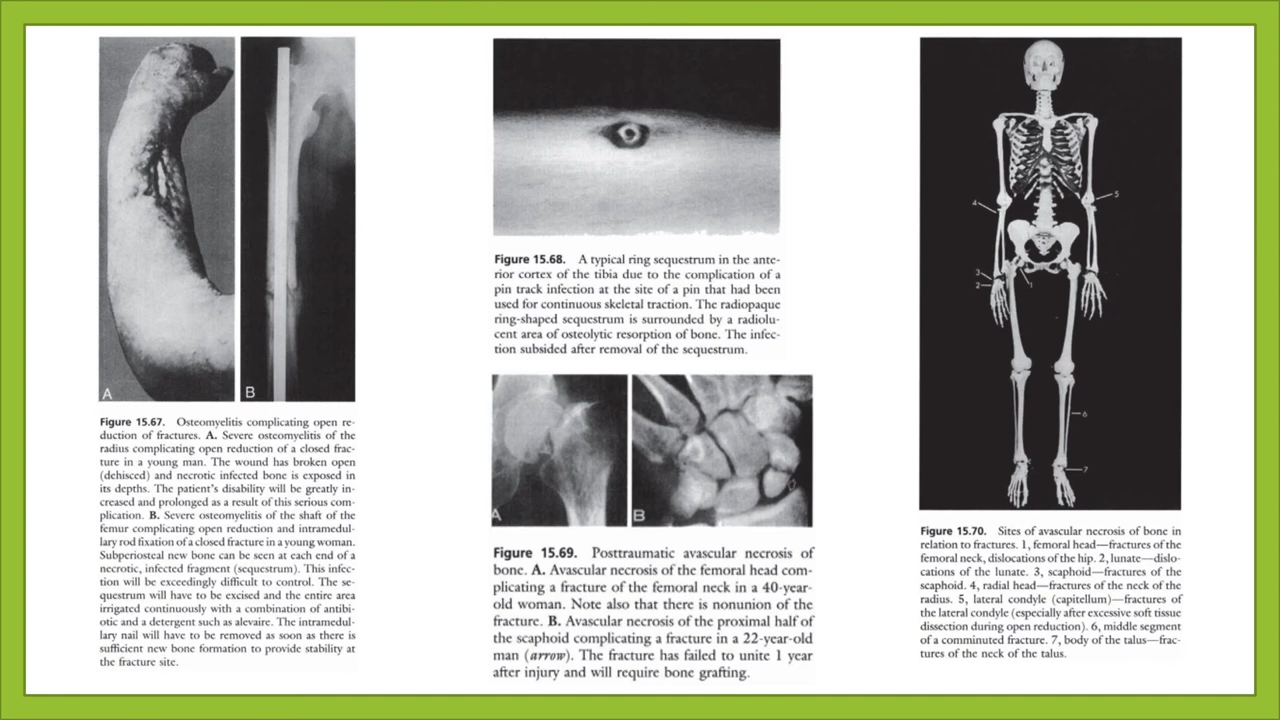 A
B
Figure 15.67. Osteomyelitis complicating open re-
duction of fractures. A. Severe osteomyelitis of the
radius complicating open reduction of a closed frac-
ture in a young man. The wound has broken open
(dehisced) and necrotic infected bone is exposed in
its depths. The patient's disability will be greatly in-
creased and prolonged as a result of this serious com-
plication. B. Severe osteomyelitis of the shaft of the
femur complicating open reduction and intramedul-
lary rod fixation of a closed fracture in a young woman.
Subperiosteal new bone can be seen at each end of a
necrotic, infected fragment (sequestrum). This infec-
tion will be exceedingly difficult to control. The se-
questrum will have to be excised and the entire area
irrigated continuously with a combination of antibi-
otic and a detergent such as alevaire. The intramedul-
lary nail will have to be removed as soon as there is
sufficient new bone formation to provide stability at
the fracture site.
Figure 15.68. A typical ring sequestrum in the ante-
rior cortex of the tibia due to the complication of a
pin track infection at the site of a pin that had been
used for continuous skeletal traction. The radiopaque
ring-shaped sequestrum is surrounded by a radiolu-
cent area of osteolytic resorption of bone. The infec-
tion subsided after removal of the sequestrum.
A
B
Figure 15.69. Posttraumatic avascular necrosis of
bone. A. Avascular necrosis of the femoral head com-
plicating a fracture of the femoral neck in a 40-year-
old woman. Note also that there is nonunion of the
fracture. B. Avascular necrosis of the proximal half of
the scaphoid complicating a fracture in a 22-year-old
man (arrow). The fracture has failed to unite 1 year
after injury and will require bone grafting.
5
4
3
2
1
6
7
Figure 15.70. Sites of avascular necrosis of bone in
relation to fractures. 1, femoral head—fractures of the
femoral neck, dislocations of the hip. 2, lunate—dislo-
cations of the lunate. 3, scaphoid—fractures of the
scaphoid. 4, radial head—fractures of the neck of the
radius. 5, lateral condyle (capitellum)—fractures of
the lateral condyle (especially after excessive soft tissue
dissection during open reduction). 6, middle segment
of a comminuted fracture. 7, body of the talus—frac-
tures of the neck of the talus.